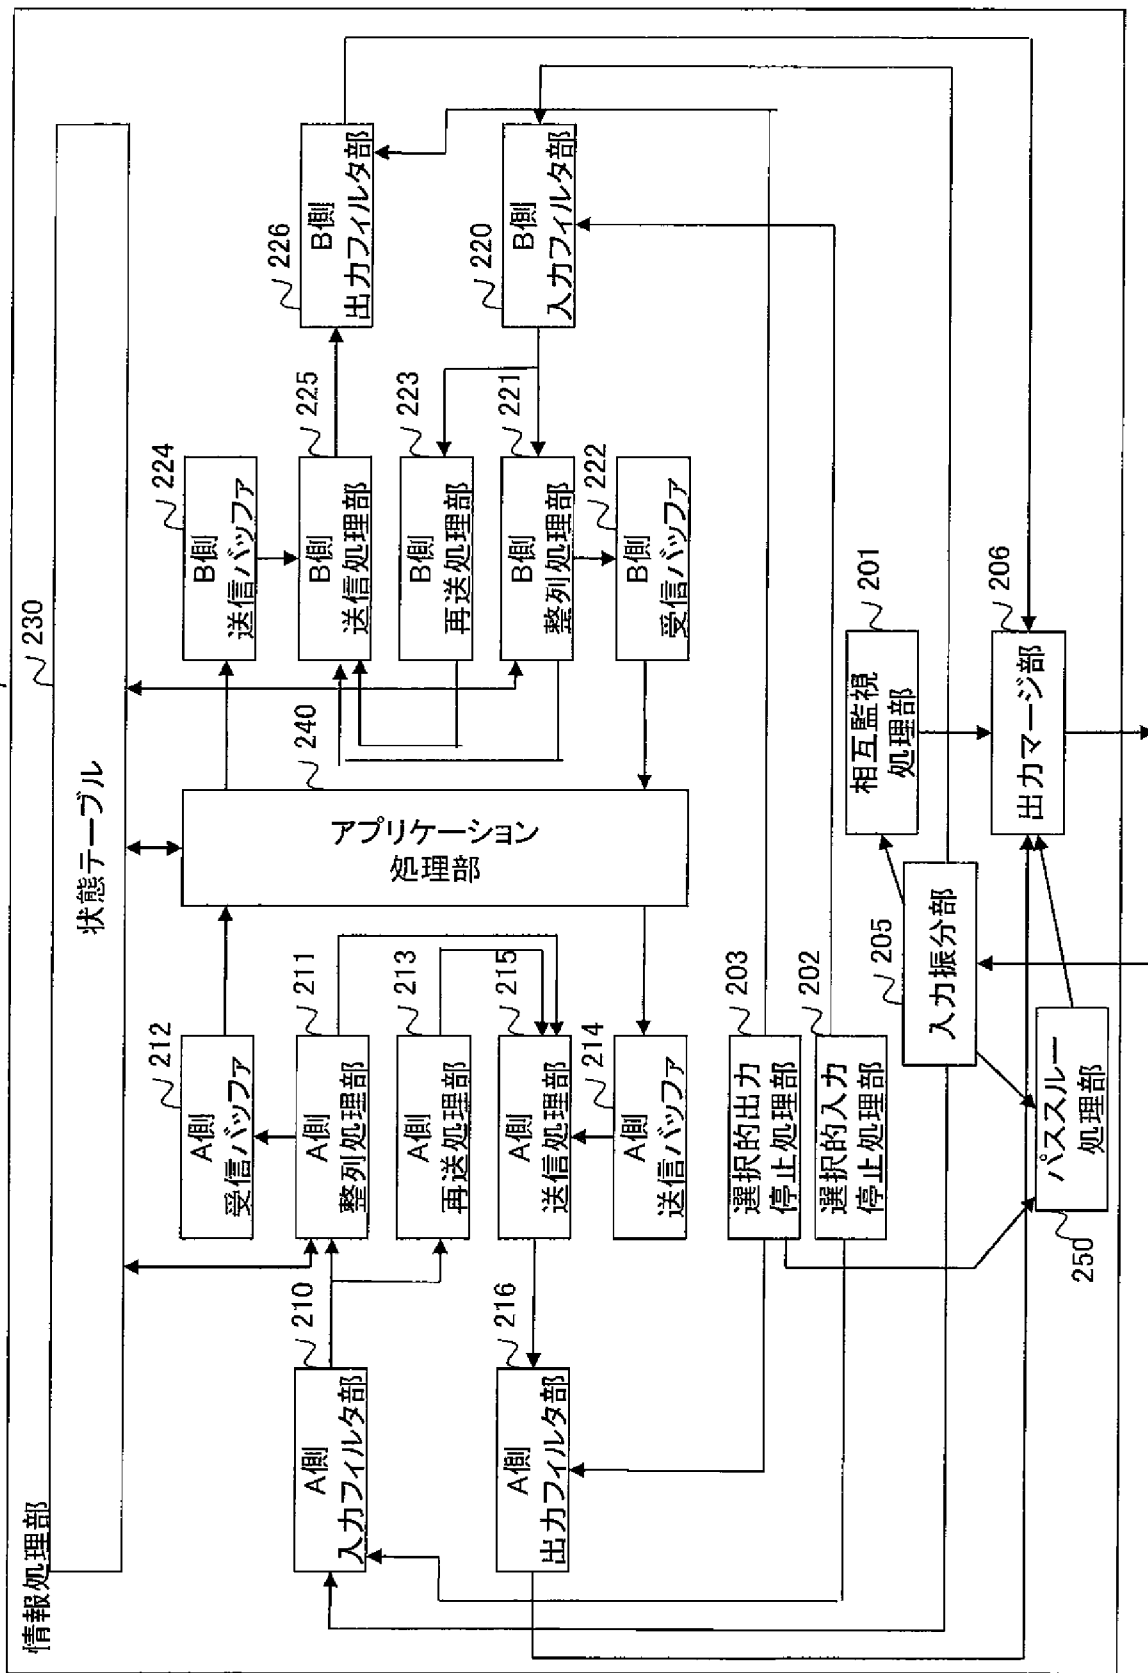 情報処理部
状態テーブル
230
A側
入力フィルタ部
210
A側
出力フィルタ部
216
A側
受信バッファ
212
A側
整列処理部
211
A側
再送処理部
213
A側
送信処理部
215
A側
送信バッファ
214
アプリケーション
処理部
240
B側
送信バッファ
224
B側
送信処理部
225
B側
再送処理部
223
B側
整列処理部
221
B側
受信バッファ
222
B側
出力フィルタ部
226
B側
入力フィルタ部
220
選択的出力
停止処理部
203
選択的入力
停止処理部
202
入力振分部
205
相互監視
処理部
201
パススルー
処理部
250
出力マージ部
206